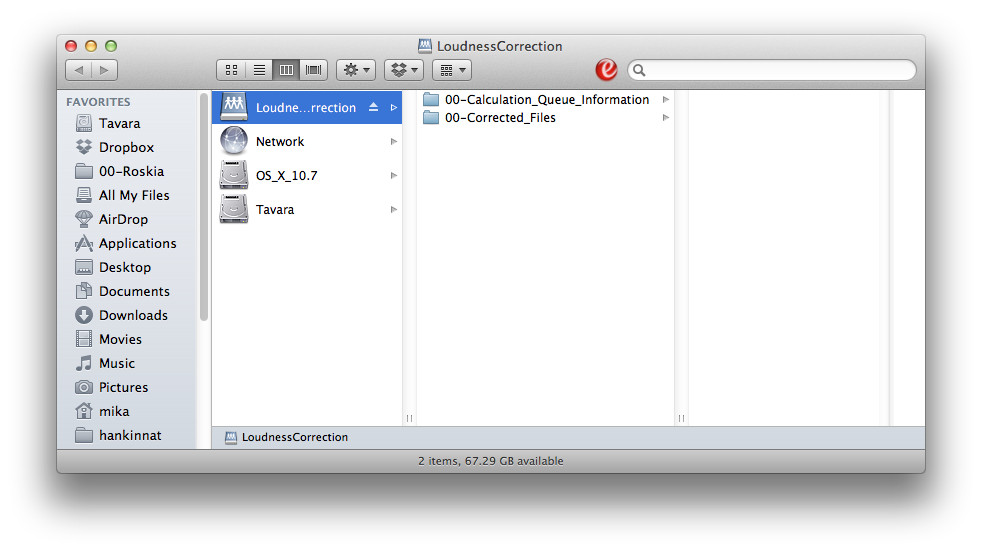 LoudnessCorrection
FAVORITES
Tavara
Dropbox
00-Roskia
All My Files
AirDrop
Applications
Desktop
Documents
Downloads
Movies
Music
Pictures
mika
hankinnat
Loudne...rrection
Network
OS_X_10.7
Tavara
00-Calculation_Queue_Information
00-Corrected_Files
LoudnessCorrection
2 items, 67.29 GB available